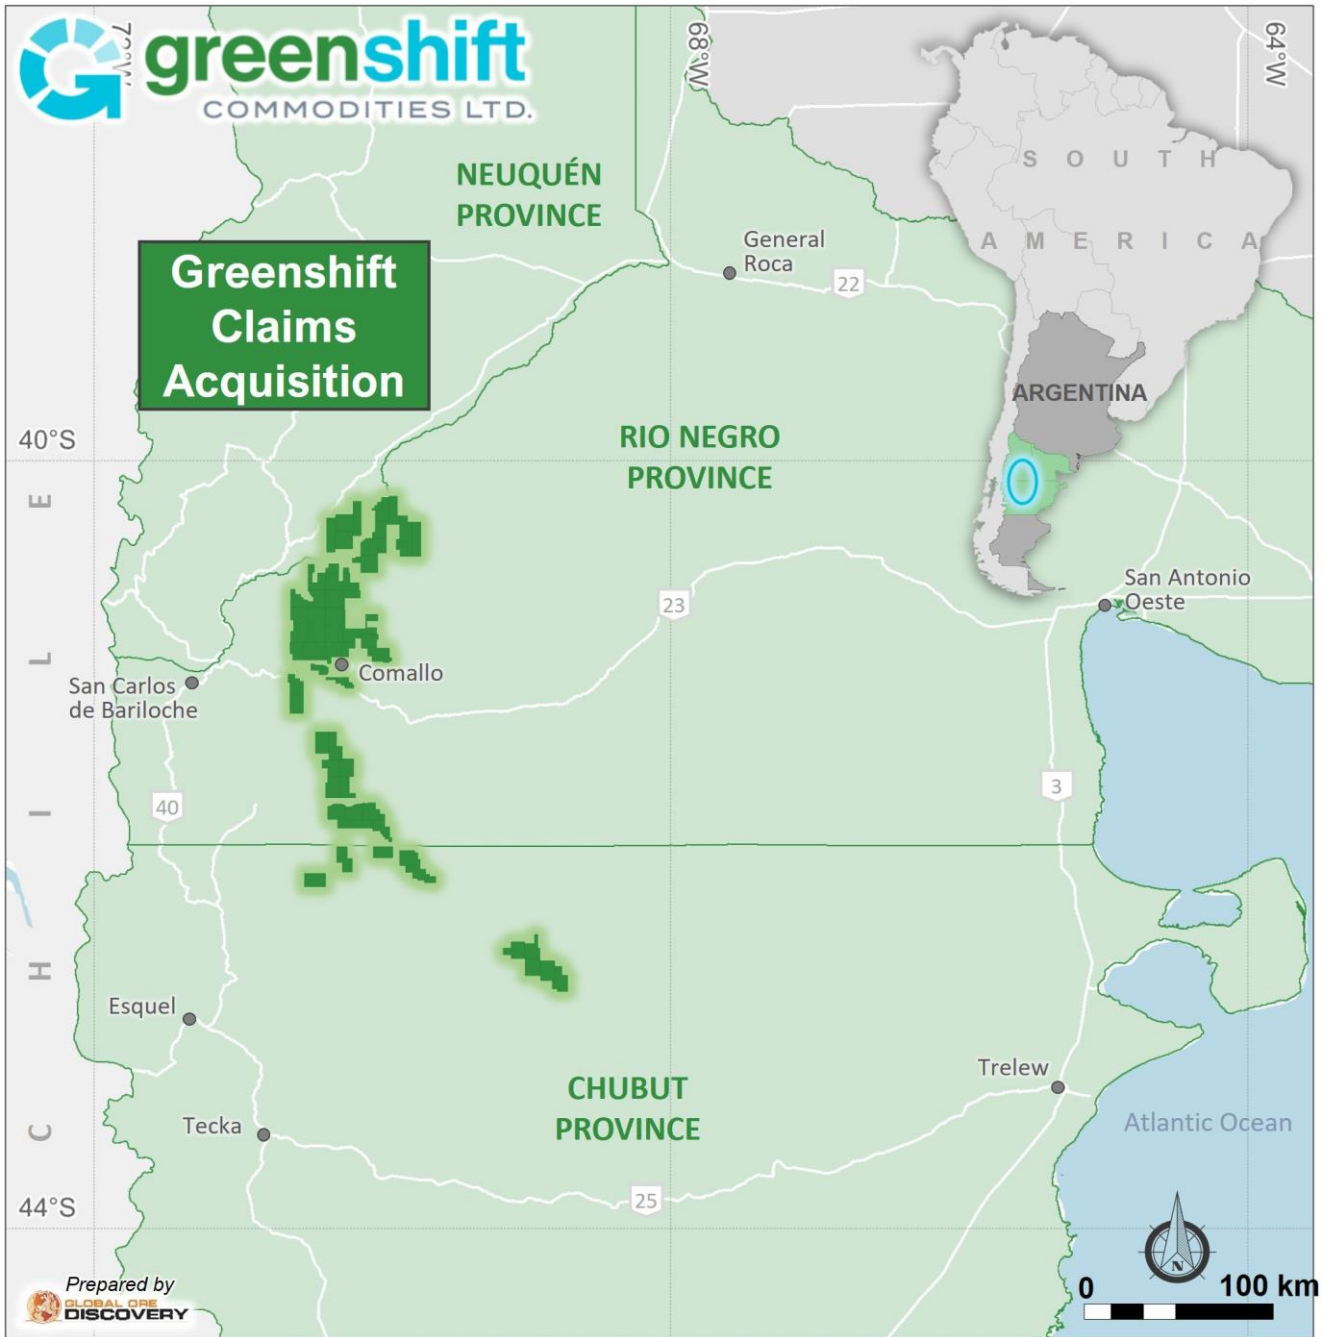 greenshift
COMMODITIES LTD.
72°W
68°W
64°W
SOUTH
AMERICA
ARGENTINA
NEUQUÉN
PROVINCE
General
Roca
22
Greenshift
Claims
Acquisition
40°S
RIO NEGRO
PROVINCE
23
San Antonio
Oeste
Comallo
San Carlos
de Bariloche
40
3
CHILE
Esquel
Trelew
CHUBUT
PROVINCE
Tecka
Atlantic Ocean
25
44°S
N
0 100 km
Prepared by
GLOBAL ORE
DISCOVERY